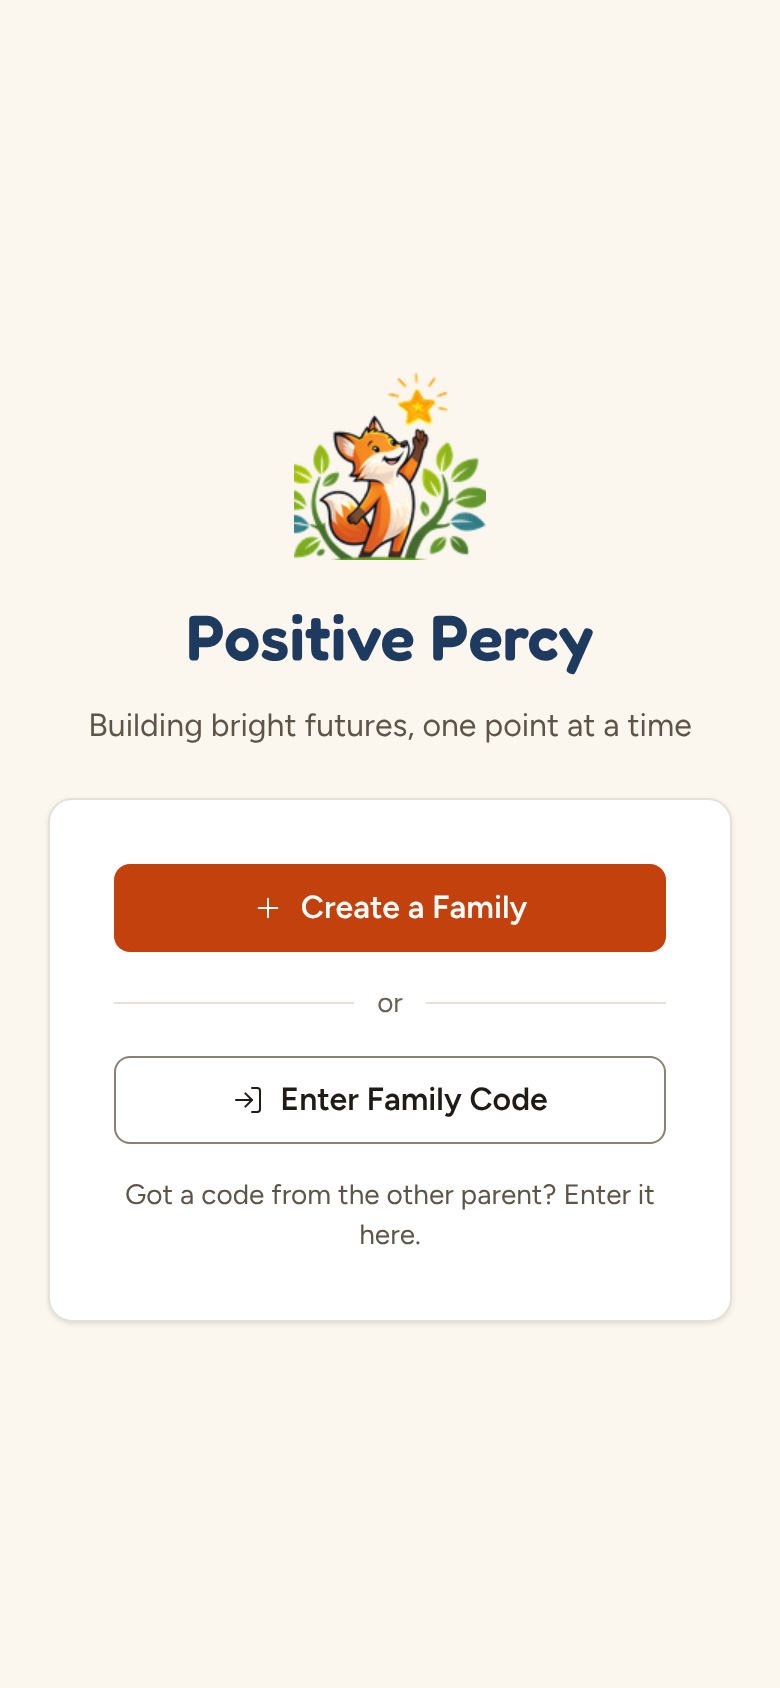 Positive Percy
Building bright futures, one point at a time
Create a Family
or
Enter Family Code
Got a code from the other parent? Enter it
here.